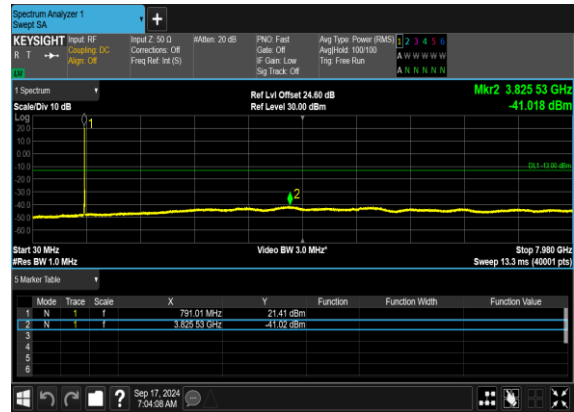 Spectrum Analyzer 1
Swept SA
+
KEYSIGHT Input: RF Input Z: 50 Ω #Atten: 20 dB PNO: Fast Avg Type: Power (RMS) 1 2 3 4 5 6
R T Coupling: DC Corrections: Off Gate: Off Avg|Hold: 100/100 A W W W W W
Align: Off Freq Ref: Int (S) IF Gain: Low Trig: Free Run
Sig Track: Off A N N N N N
1 Spectrum Ref Lvl Offset 24.60 dB Mkr2 3.825 53 GHz
Scale/Div 10 dB Ref Level 30.00 dBm -41.018 dBm
Log
1
20.0
10.0
0.00
-10.0
DL1 -13.00 dBm
-20.0
-30.0
2
-40.0
-50.0
-60.0
Start 30 MHz Video BW 3.0 MHz* Stop 7.980 GHz
#Res BW 1.0 MHz Sweep 13.3 ms (40001 pts)
5 Marker Table
Mode Trace Scale X Y Function Function Width Function Value
1 N 1 f 791.01 MHz 21.41 dBm
2 N 1 f 3.825 53 GHz -41.02 dBm
3
4
5
6
? Sep 17, 2024
7:04:08 AM